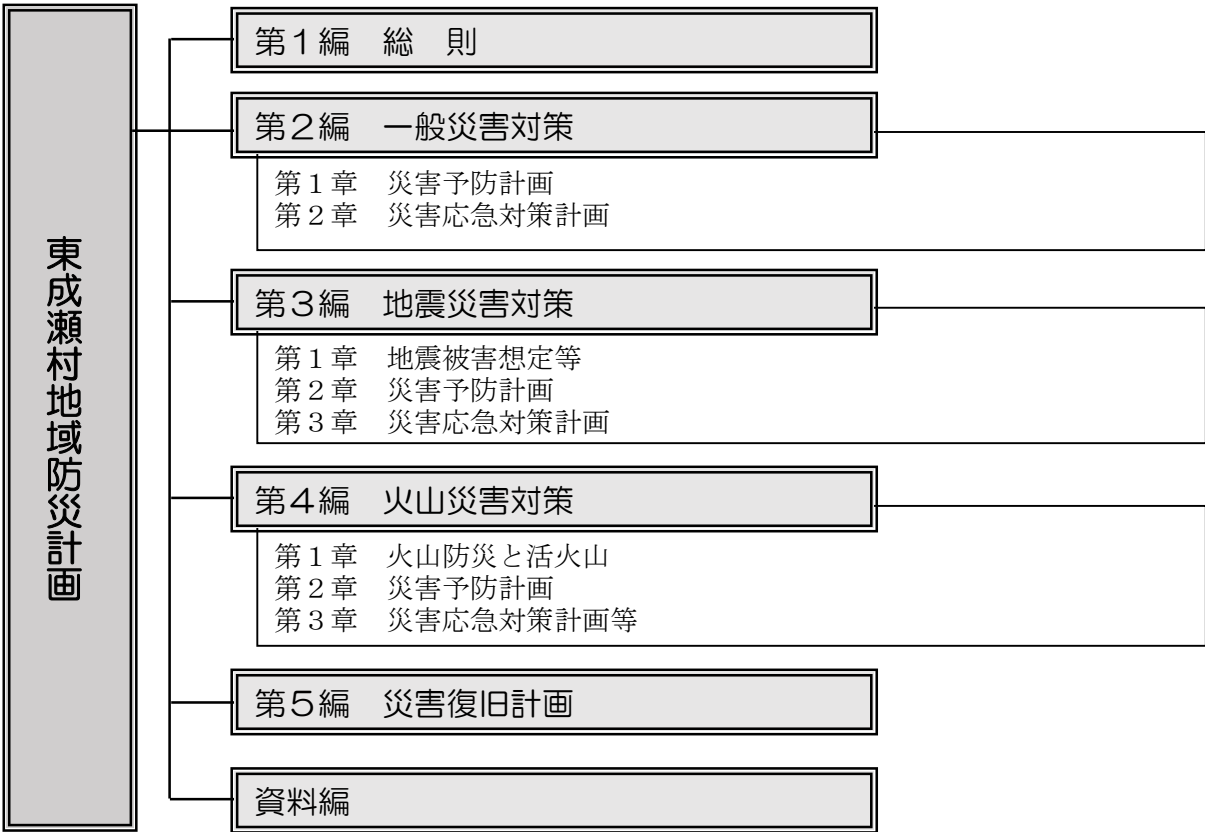 東成瀬村地域防災計画
第1編　総　則
第2編　一般災害対策
第１章　災害予防計画
第２章　災害応急対策計画
第3編　地震災害対策
第１章　地震被害想定等
第２章　災害予防計画
第３章　災害応急対策計画
第4編　火山災害対策
第１章　火山防災と活火山
第２章　災害予防計画
第３章　災害応急対策計画等
第5編　災害復旧計画
資料編